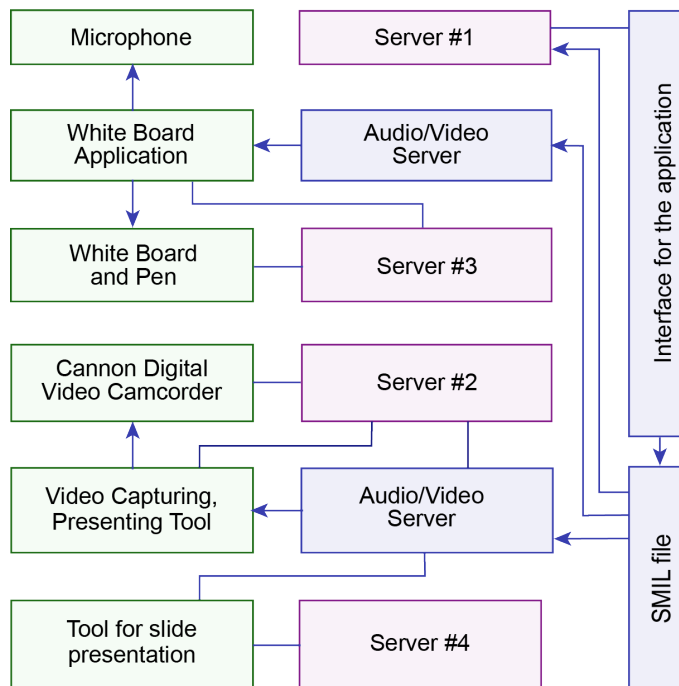 Microphone
Server #1
White Board
Application
Audio/Video
Server
White Board
and Pen
Server #3
Interface for the application
Cannon Digital
Video Camcorder
Server #2
Video Capturing,
Presenting Tool
Audio/Video
Server
SMIL file
Tool for slide
presentation
Server #4